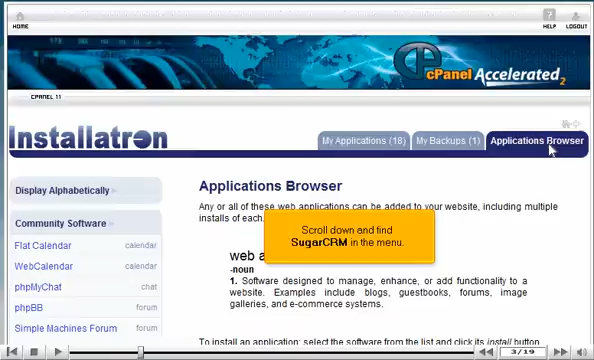 HOME
HELP
LOGOUT
cPanel Accelerated2
CPANEL 11
Installatron
My Applications (18)
My Backups (1)
Applications Browser
Display Alphabetically
Community Software
Flat Calendar calendar
WebCalendar calendar
phpMyChat chat
phpBB forum
Simple Machines Forum forum
Applications Browser
Any or all of these web applications can be added to your website, including multiple
installs of each.
Scroll down and find
SugarCRM in the menu.
web a
-noun
1. Software designed to manage, enhance, or add functionality to a
website. Examples include blogs, guestbooks, forums, image
galleries, and e-commerce systems.
To install an application: select the software from the list and click its install button
3/19